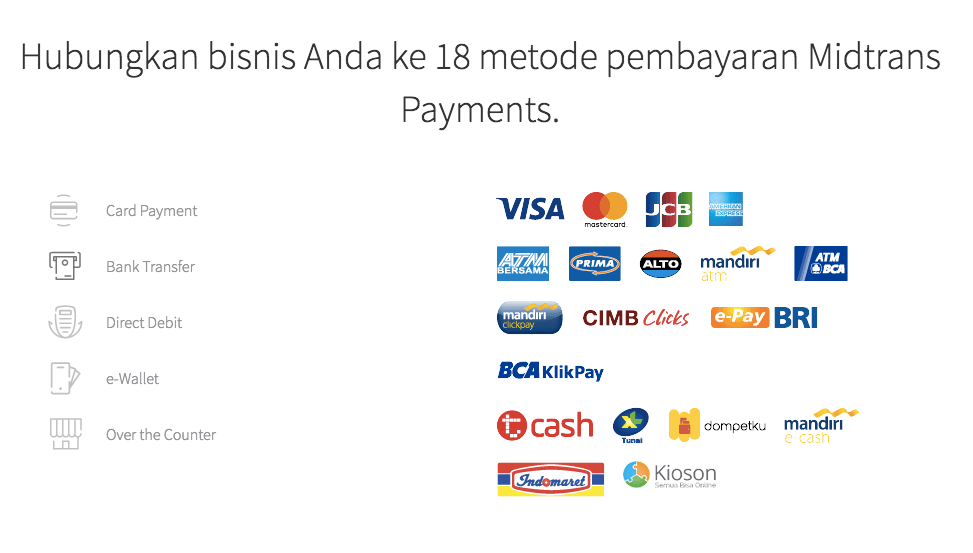 Hubungkan bisnis Anda ke 18 metode pembayaran Midtrans
Payments.
Card Payment
Bank Transfer
Direct Debit
e-Wallet
Over the Counter
VISA mastercard. JCB AMERICAN EXPRESS
ATM BERSAMA PRIMA ALTO mandiri atm ATM BCA
mandiri clickpay CIMB Clicks e-Pay BRI
BCA KlikPay
t cash XL Tunai dompetku mandiri e-cash
Indomaret Kioson Semua Bisa Online